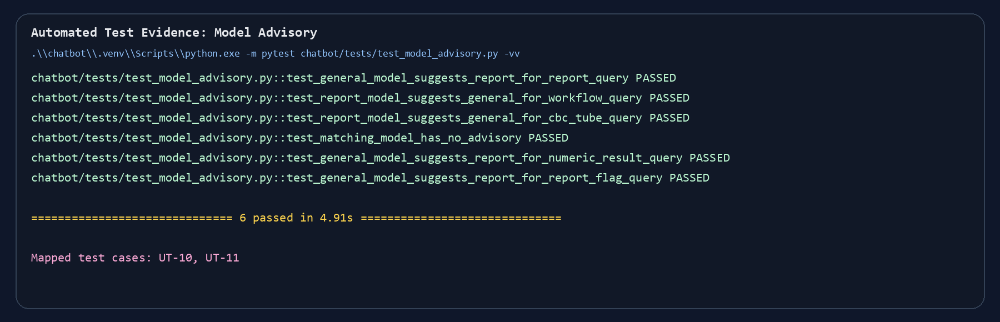 Automated Test Evidence: Model Advisory
.\\chatbot\\.venv\\Scripts\\python.exe -m pytest chatbot/tests/test_model_advisory.py -vv
chatbot/tests/test_model_advisory.py::test_general_model_suggests_report_for_report_query PASSED
chatbot/tests/test_model_advisory.py::test_report_model_suggests_general_for_workflow_query PASSED
chatbot/tests/test_model_advisory.py::test_report_model_suggests_general_for_cbc_tube_query PASSED
chatbot/tests/test_model_advisory.py::test_matching_model_has_no_advisory PASSED
chatbot/tests/test_model_advisory.py::test_general_model_suggests_report_for_numeric_result_query PASSED
chatbot/tests/test_model_advisory.py::test_general_model_suggests_report_for_report_flag_query PASSED
============================== 6 passed in 4.91s ==============================
Mapped test cases: UT-10, UT-11